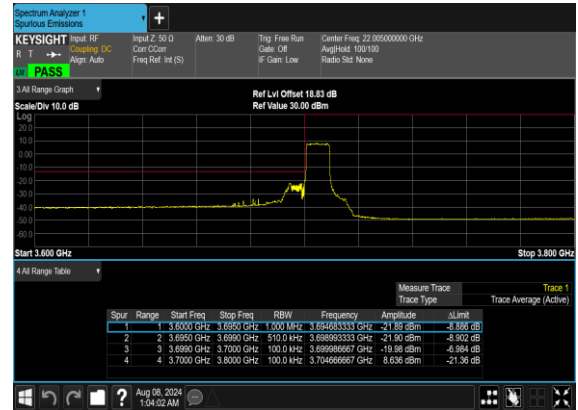 Spectrum Analyzer 1
Spurious Emissions
KEYSIGHT Input: RF Input Z: 50 Ω Atten: 30 dB Trig: Free Run Center Freq: 22.005000000 GHz
R T Coupling: DC Corr CCorr Gate: Off Avg|Hold: 100/100
Align: Auto Freq Ref: Int (S) IF Gain: Low Radio Std: None
LXI PASS
3 All Range Graph
Ref Lvl Offset 18.83 dB
Scale/Div 10.0 dB Ref Value 30.00 dBm
Log
20.0
10.0
0.00
-10.0
-20.0
-30.0
-40.0
-50.0
-60.0
Start 3.600 GHz Stop 3.800 GHz
4 All Range Table
Measure Trace Trace 1
Trace Type Trace Average (Active)
Spur Range Start Freq Stop Freq RBW Frequency Amplitude ΔLimit
1 1 3.6000 GHz 3.6950 GHz 1.000 MHz 3.694683333 GHz -21.89 dBm -8.886 dB
2 2 3.6950 GHz 3.6990 GHz 510.0 kHz 3.698993333 GHz -21.90 dBm -8.902 dB
3 3 3.6990 GHz 3.7000 GHz 100.0 kHz 3.699986667 GHz -19.98 dBm -6.984 dB
4 4 3.7000 GHz 3.8000 GHz 100.0 kHz 3.704666667 GHz 8.636 dBm -21.36 dB
Aug 08, 2024
1:04:02 AM